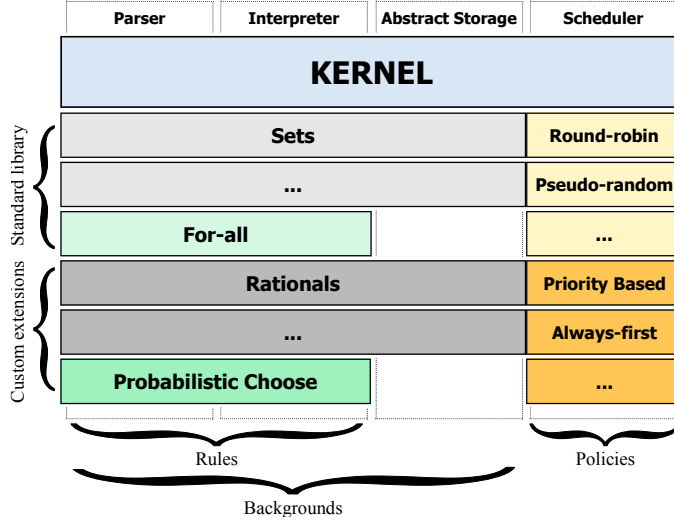 Parser Interpreter Abstract Storage Scheduler
KERNEL
Standard library
Sets Round-robin
... Pseudo-random
For-all ...
Custom extensions
Rationals Priority Based
... Always-first
Probabilistic Choose ...
Rules Policies
Backgrounds